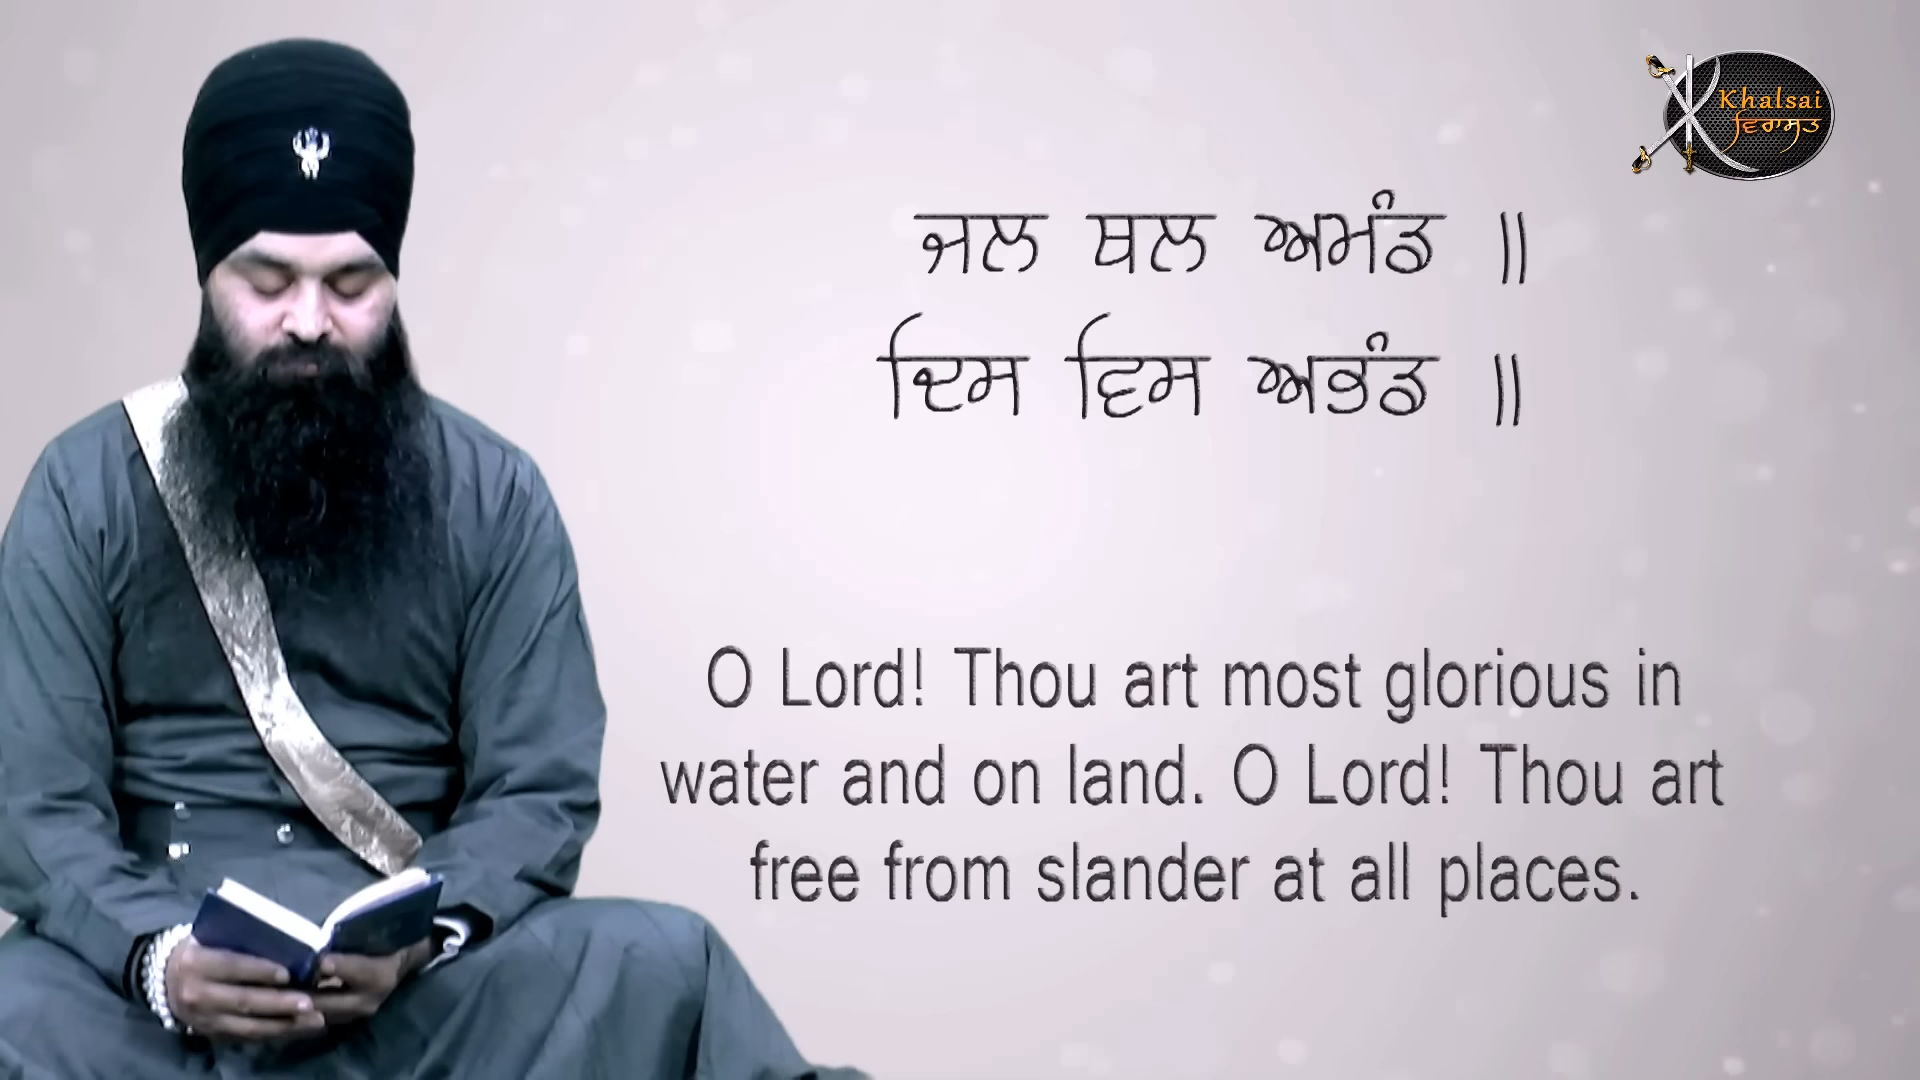 Khalsai
ਵਿਰਾਸਤ
ਜਲ ਥਲ ਅਮੰਡ ॥
ਦਿਸ ਵਿਸ ਅਭੰਡ ॥
O Lord! Thou art most glorious in
water and on land. O Lord! Thou art
free from slander at all places.